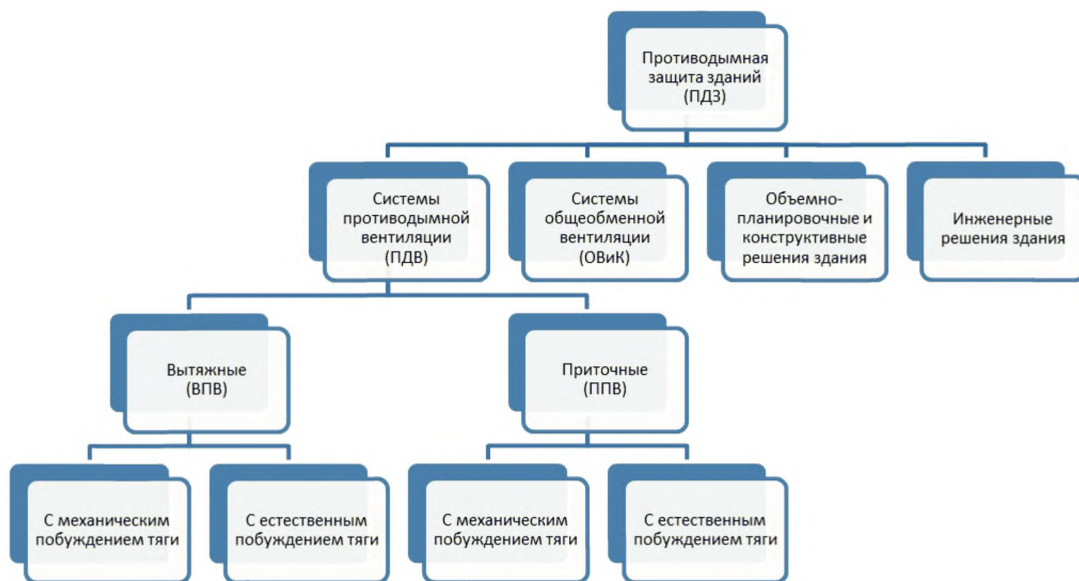 Противодымная
защита зданий
(ПДЗ)
Системы
противодымной
вентиляции
(ПДВ)
Системы
общеобменной
вентиляции
(ОВиК)
Объемно-
планировочные и
конструктивные
решения здания
Инженерные
решения здания
Вытяжные
(ВПВ)
Приточные
(ППВ)
С механическим
побуждением тяги
С естественным
побуждением тяги
С механическим
побуждением тяги
С естественным
побуждением тяги